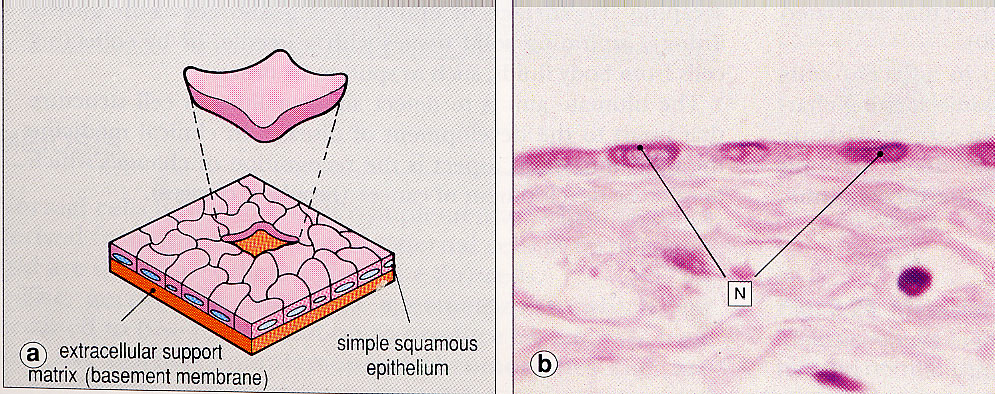 a
extracellular support
matrix (basement membrane)
simple squamous
epithelium
N
b